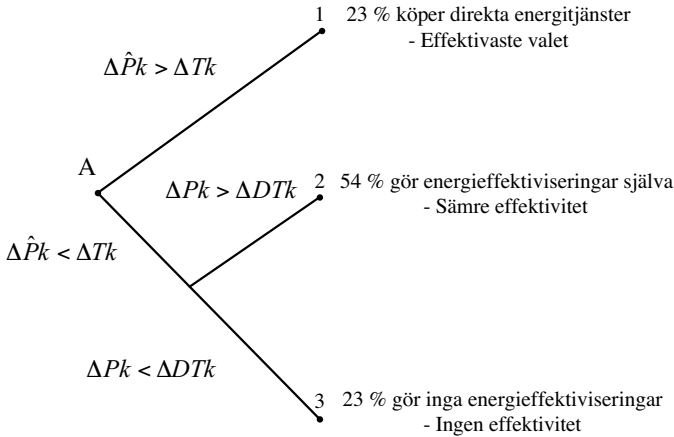 1 23 % köper direkta energitjänster
- Effektivaste valet
ΔP̂k > ΔTk
A
ΔPk > ΔDTk
2 54 % gör energieffektiviseringar själva
- Sämre effektivitet
ΔP̂k < ΔTk
ΔPk < ΔDTk
3 23 % gör inga energieffektiviseringar
- Ingen effektivitet